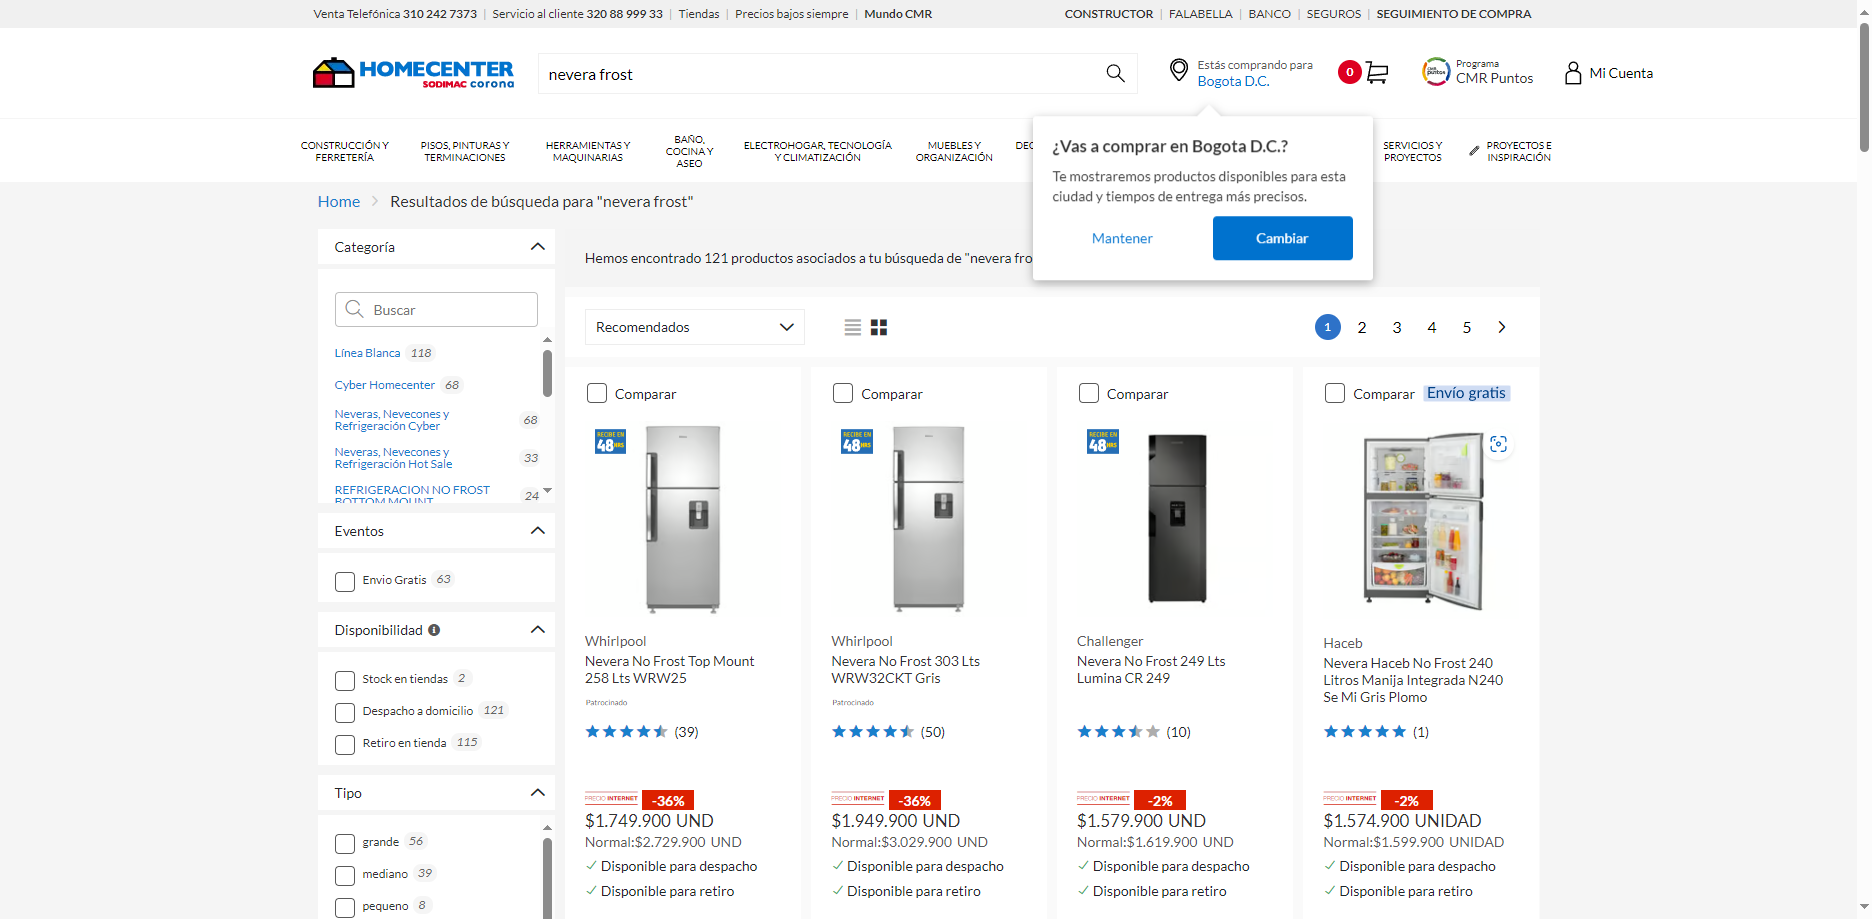 Venta Telefónica 310 242 7373 | Servicio al cliente 320 88 999 33 | Tiendas | Precios bajos siempre | Mundo CMR
CONSTRUCTOR | FALABELLA | BANCO | SEGUROS | SEGUIMIENTO DE COMPRA
HOMECENTER
SODIMAC corona
nevera frost
Estás comprando para
Bogota D.C.
0
Programa
CMR Puntos
Mi Cuenta
CONSTRUCCIÓN Y
FERRETERÍA
PISOS, PINTURAS Y
TERMINACIONES
HERRAMIENTAS Y
MAQUINARIAS
BAÑO,
COCINA Y
ASEO
ELECTROHOGAR, TECNOLOGÍA
Y CLIMATIZACIÓN
MUEBLES Y
ORGANIZACIÓN
DEC
SERVICIOS Y
PROYECTOS
PROYECTOS E
INSPIRACIÓN
¿Vas a comprar en Bogota D.C.?
Te mostraremos productos disponibles para esta
ciudad y tiempos de entrega más precisos.
Mantener
Cambiar
Home > Resultados de búsqueda para "nevera frost"
Categoría
Buscar
Línea Blanca 118
Cyber Homecenter 68
Neveras, Nevecones y
Refrigeración Cyber 68
Neveras, Nevecones y
Refrigeración Hot Sale 33
REFRIGERACION NO FROST
BOTTOM MOUNT 24
Eventos
Envio Gratis 63
Disponibilidad
Stock en tiendas 2
Despacho a domicilio 121
Retiro en tienda 115
Tipo
grande 56
mediano 39
pequeno 8
Hemos encontrado 121 productos asociados a tu búsqueda de "nevera fro
Recomendados
1 2 3 4 5
Comparar
RECIBE EN
48HRS
Whirlpool
Nevera No Frost Top Mount
258 Lts WRW25
Patrocinado
(39)
PRECIO INTERNET -36%
$1.749.900 UND
Normal:$2.729.900 UND
Disponible para despacho
Disponible para retiro
Comparar
RECIBE EN
48HRS
Whirlpool
Nevera No Frost 303 Lts
WRW32CKT Gris
Patrocinado
(50)
PRECIO INTERNET -36%
$1.949.900 UND
Normal:$3.029.900 UND
Disponible para despacho
Disponible para retiro
Comparar
RECIBE EN
48HRS
Challenger
Nevera No Frost 249 Lts
Lumina CR 249
(10)
PRECIO INTERNET -2%
$1.579.900 UND
Normal:$1.619.900 UND
Disponible para despacho
Disponible para retiro
Comparar Envío gratis
Haceb
Nevera Haceb No Frost 240
Litros Manija Integrada N240
Se Mi Gris Plomo
(1)
PRECIO INTERNET -2%
$1.574.900 UNIDAD
Normal:$1.599.900 UNIDAD
Disponible para despacho
Disponible para retiro